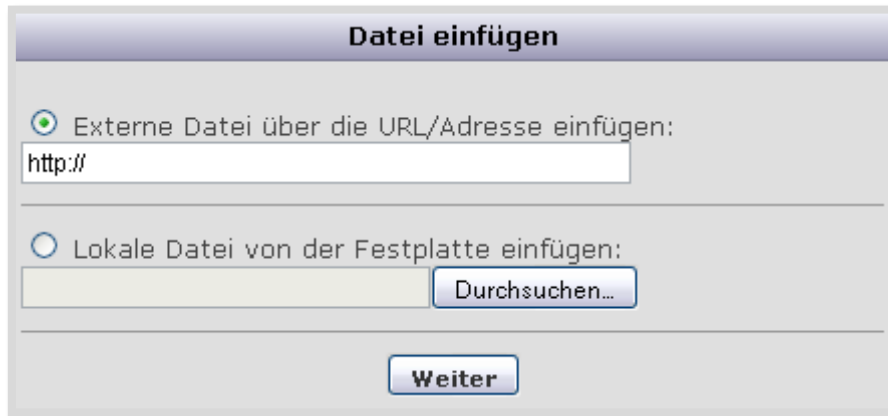 Datei einfügen
Externe Datei über die URL/Adresse einfügen:
http://
Lokale Datei von der Festplatte einfügen:
Durchsuchen...
Weiter